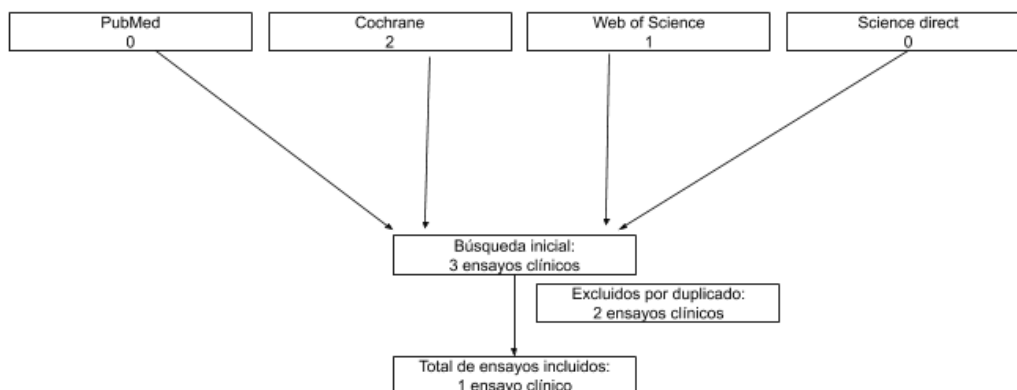 PubMed
0
Cochrane
2
Web of Science
1
Science direct
0
Búsqueda inicial:
3 ensayos clínicos
Excluidos por duplicado:
2 ensayos clínicos
Total de ensayos incluidos:
1 ensayo clínico